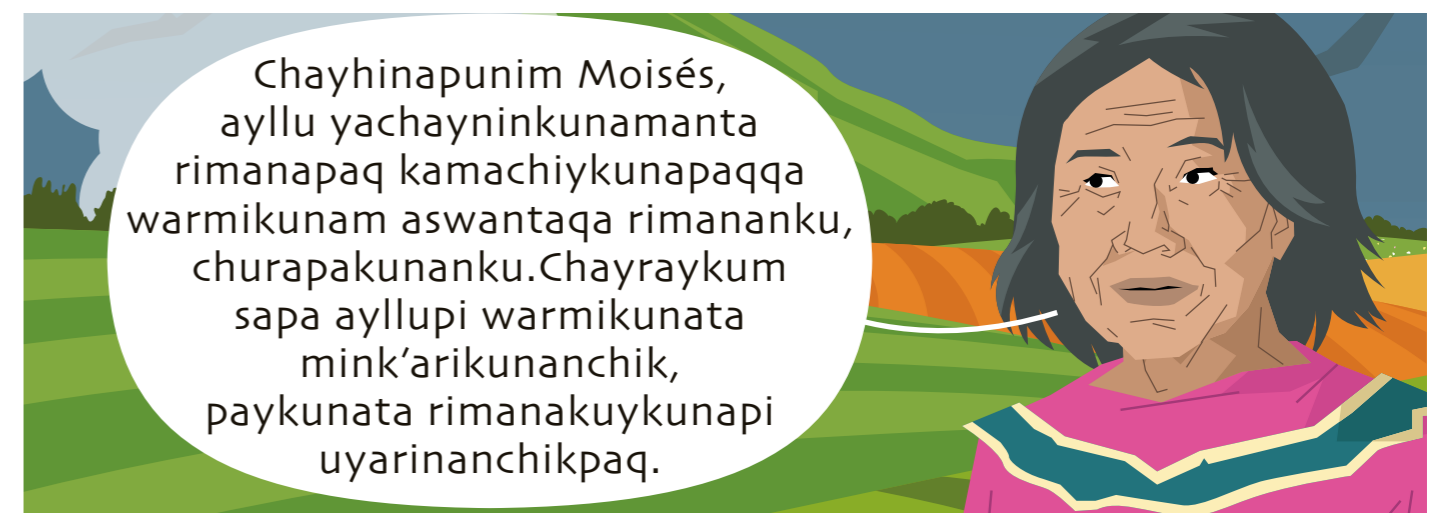 Chayhinapunim Moisés,
ayllu yachayninkunamanta
rimanapaq kamachiykunapaqqa
warmikunam aswantaqa rimananku,
churapakunanku.Chayraykum
sapa ayllupi warmikunata
mink’arikunanchik,
paykunata rimanakuykunapi
uyarinanchikpaq.